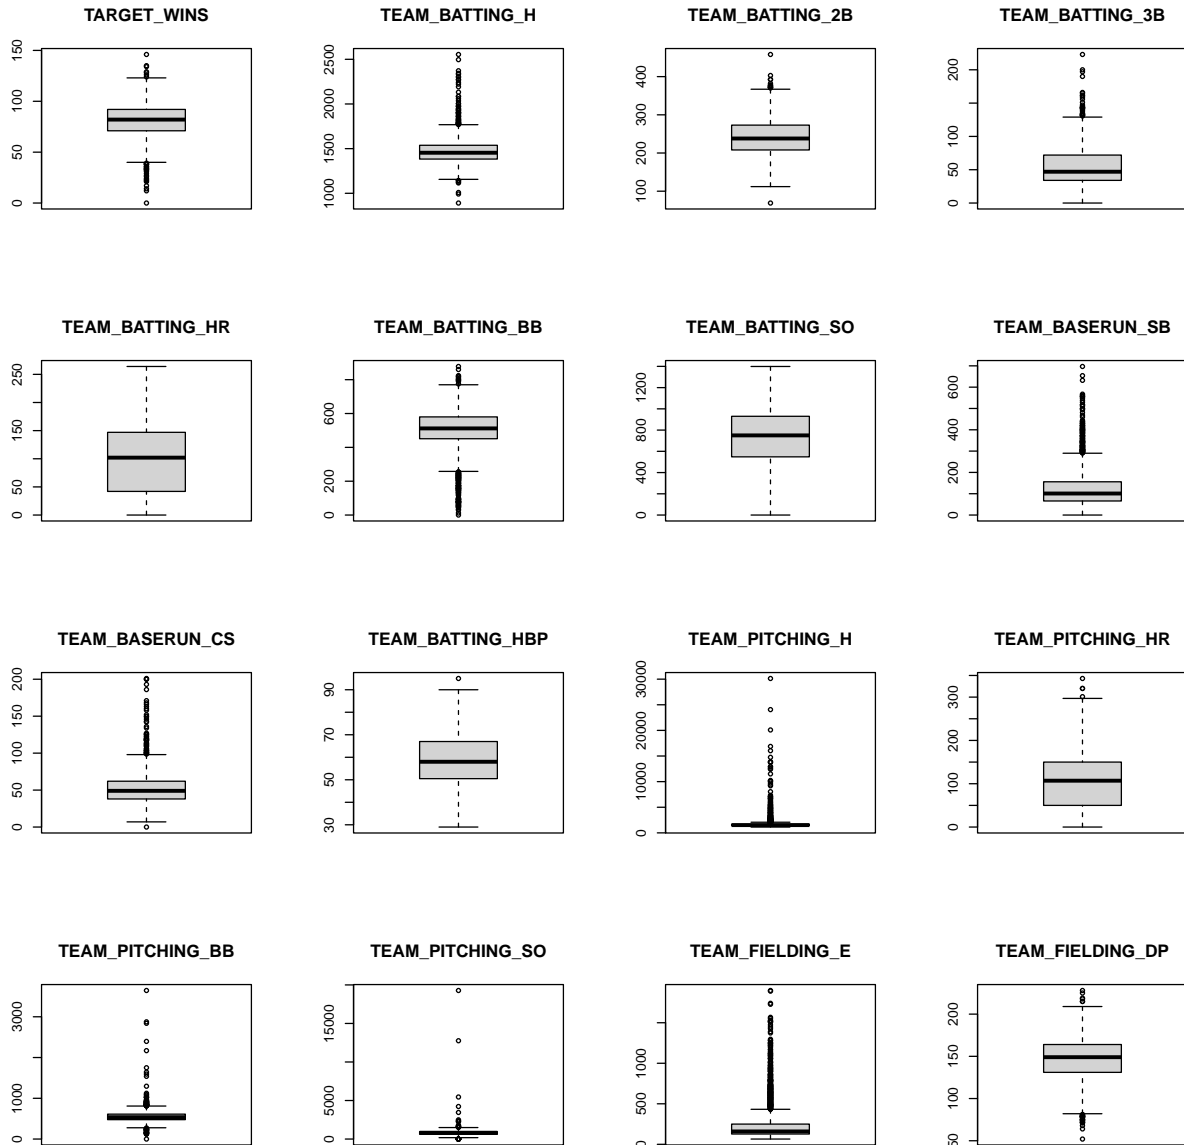 TARGET_WINS TEAM_BATTING_H TEAM_BATTING_2B TEAM_BATTING_3B
0 50 100 150
1000 1500 2000 2500
100 200 300 400
0 50 100 200
TEAM_BATTING_HR TEAM_BATTING_BB TEAM_BATTING_SO TEAM_BASERUN_SB
0 50 150 250
0 200 600
0 400 800 1200
0 200 400 600
TEAM_BASERUN_CS TEAM_BATTING_HBP TEAM_PITCHING_H TEAM_PITCHING_HR
0 50 100 150 200
30 50 70 90
0 10000 20000 30000
0 100 200 300
TEAM_PITCHING_BB TEAM_PITCHING_SO TEAM_FIELDING_E TEAM_FIELDING_DP
0 1000 3000
0 5000 15000
500 1000
50 100 150 200